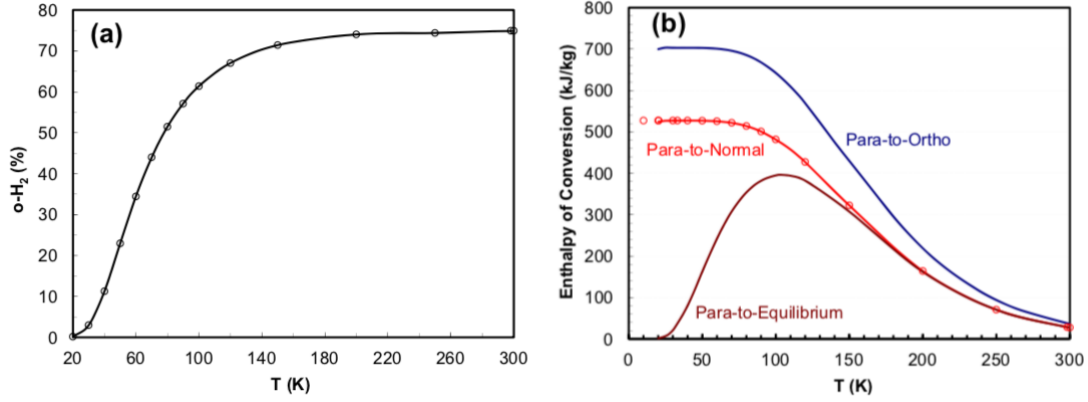 (a)
80
70
60
50
40
30
20
10
0
o-H₂ (%)
20 60 100 140 180 220 260 300
T (K)
(b)
800
700
600
500
400
300
200
100
0
Enthalpy of Conversion (kJ/kg)
Para-to-Ortho
Para-to-Normal
Para-to-Equilibrium
0 50 100 150 200 250 300
T (K)